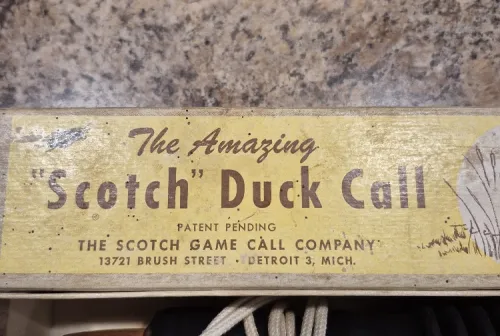 The Amazing
"Scotch" Duck Call
PATENT PENDING
THE SCOTCH GAME CALL COMPANY
13721 BRUSH STREET · DETROIT 3, MICH.